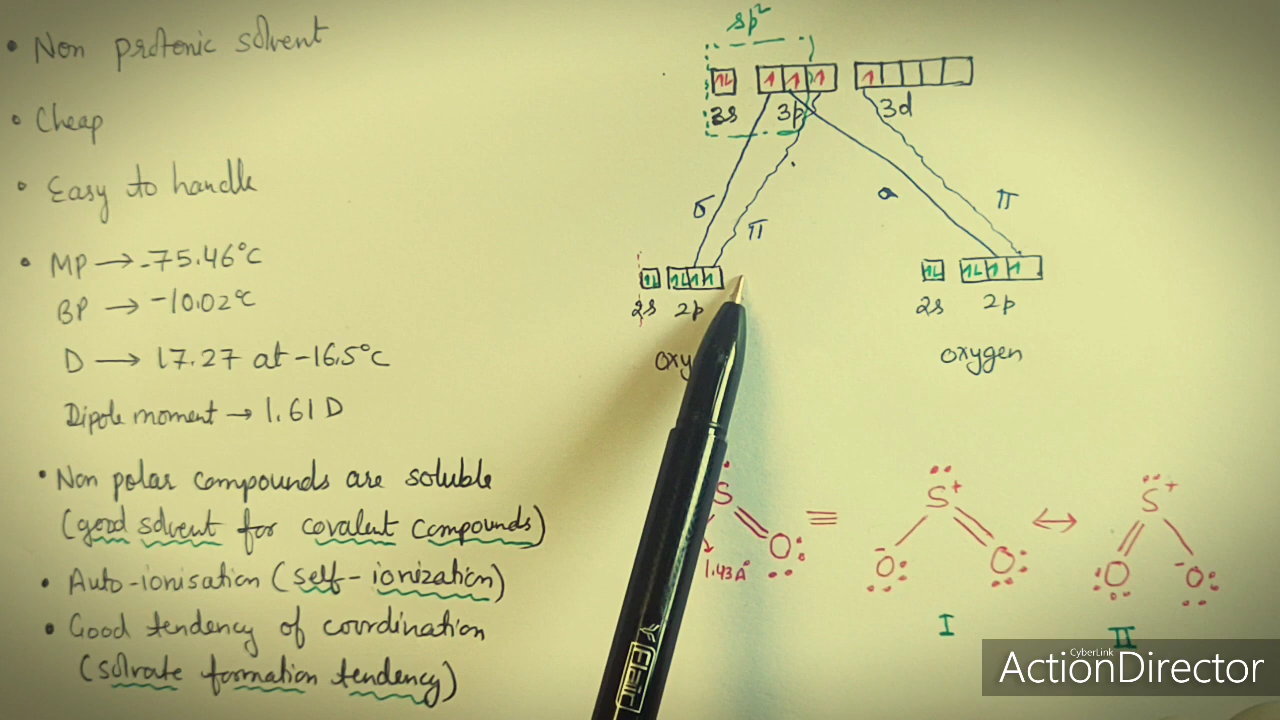 • Non protonic solvent
• Cheap
• Easy to handle
• MP → -75.46°C
BP → -10.02°C
D → 17.27 at -16.5°C
Dipole moment → 1.61 D
• Non polar compounds are soluble
(good solvent for covalent compounds)
• Auto-ionisation (self-ionization)
• Good tendency of coordination
(solvate formation tendency)
sp²
3s 3p 3d
σ π σ π
2s 2p 2s 2p
oxygen
S S⁺ S⁺
≡ ↔
O ⁻O O O ⁻O
1.43A°
I II
Elair
CyberLink
ActionDirector